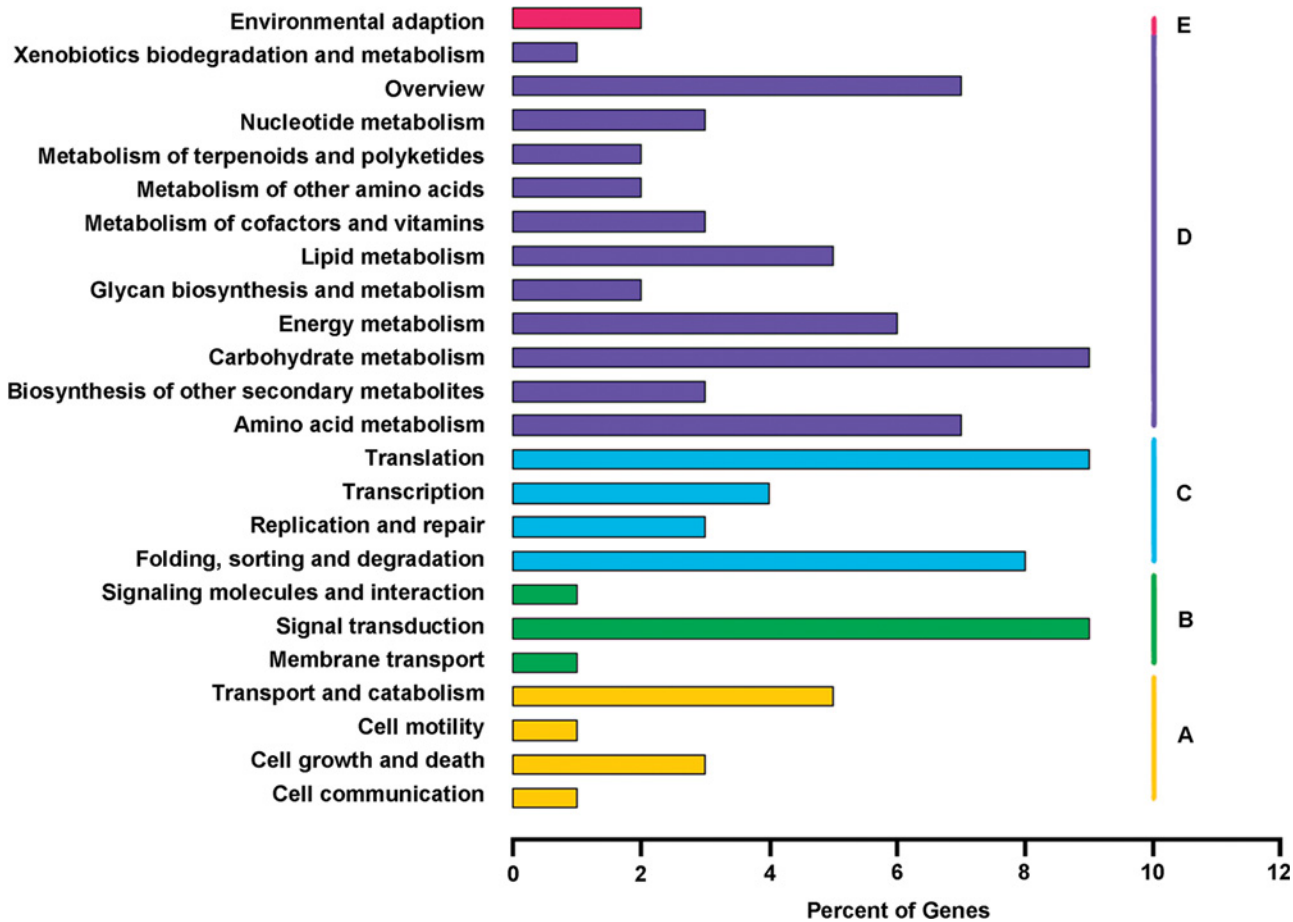 Environmental adaption
E
Xenobiotics biodegradation and metabolism
Overview
Nucleotide metabolism
Metabolism of terpenoids and polyketides
Metabolism of other amino acids
Metabolism of cofactors and vitamins
D
Lipid metabolism
Glycan biosynthesis and metabolism
Energy metabolism
Carbohydrate metabolism
Biosynthesis of other secondary metabolites
Amino acid metabolism
Translation
Transcription
C
Replication and repair
Folding, sorting and degradation
Signaling molecules and interaction
B
Signal transduction
Membrane transport
Transport and catabolism
Cell motility
A
Cell growth and death
Cell communication
0 2 4 6 8 10 12
Percent of Genes